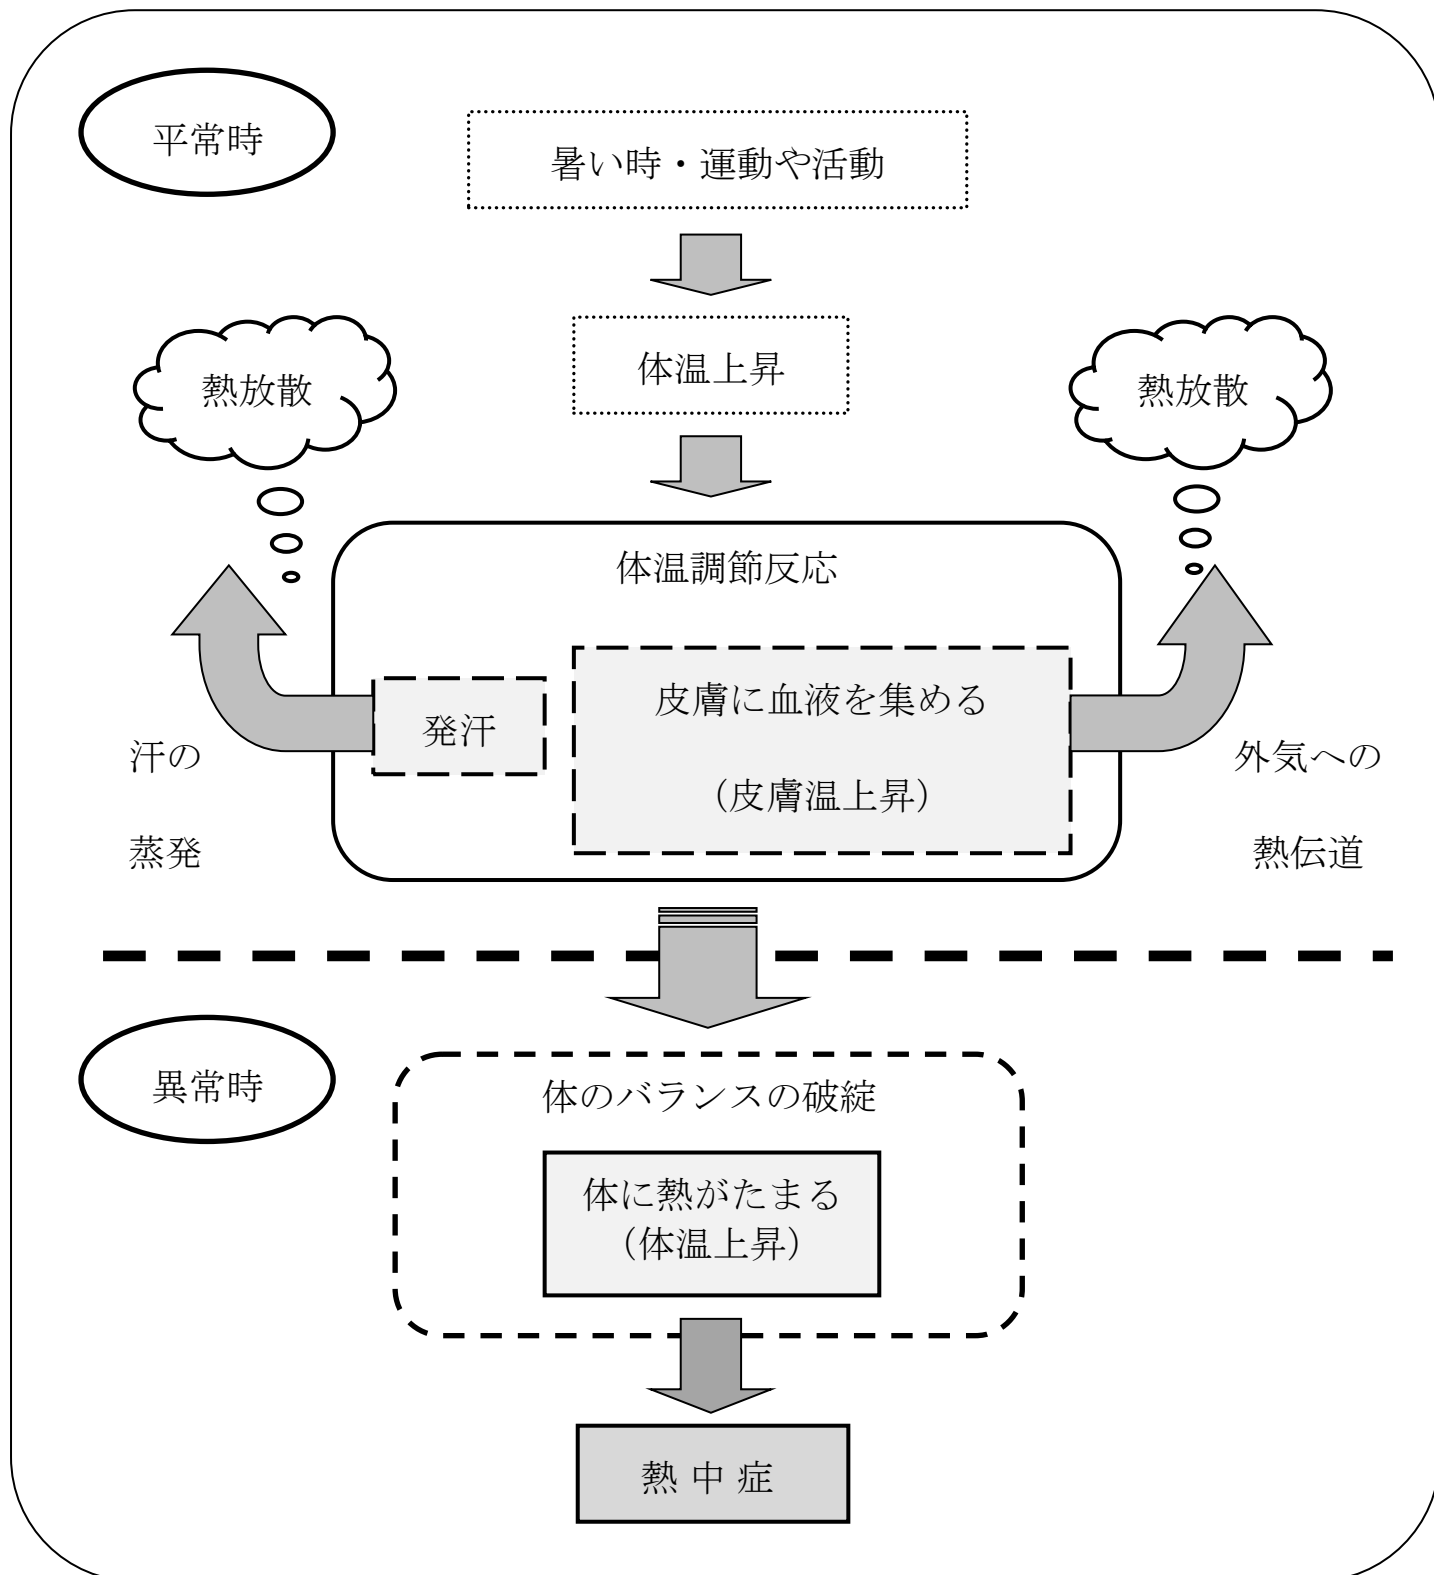 平常時
暑い時・運動や活動
体温上昇
熱放散
熱放散
体温調節反応
発汗
皮膚に血液を集める
（皮膚温上昇）
汗の
蒸発
外気への
熱伝道
異常時
体のバランスの破綻
体に熱がたまる
（体温上昇）
熱 中 症